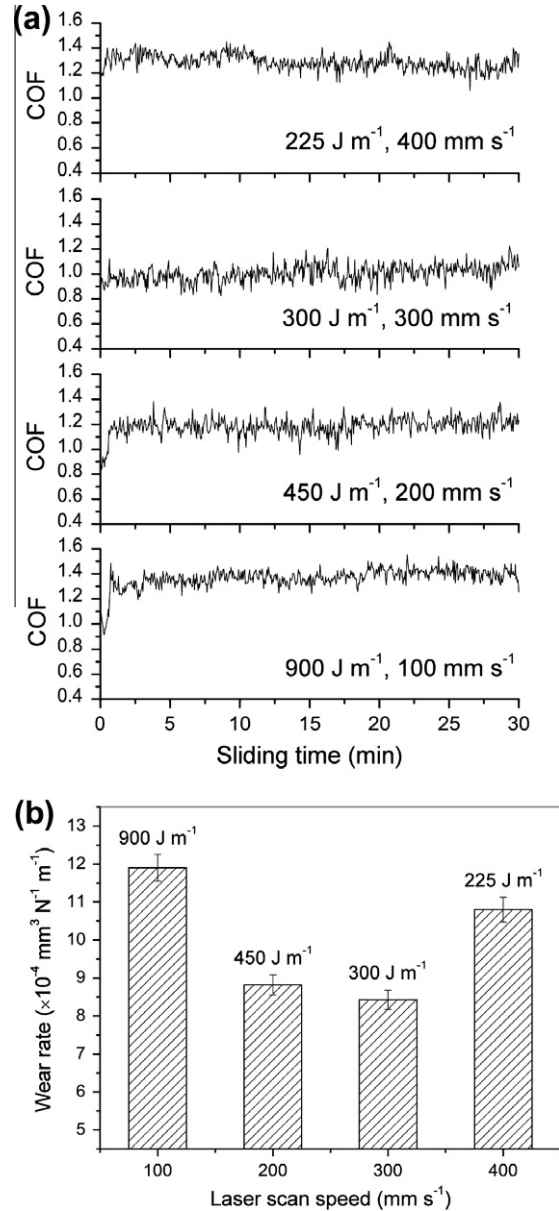 (a)
1.6
1.4
1.2
1.0
0.8
0.6
0.4
COF
225 J m⁻¹, 400 mm s⁻¹
1.6
1.4
1.2
1.0
0.8
0.6
0.4
COF
300 J m⁻¹, 300 mm s⁻¹
1.6
1.4
1.2
1.0
0.8
0.6
0.4
COF
450 J m⁻¹, 200 mm s⁻¹
1.6
1.4
1.2
1.0
0.8
0.6
0.4
COF
900 J m⁻¹, 100 mm s⁻¹
0 5 10 15 20 25 30
Sliding time (min)
(b)
13
12
11
10
9
8
7
6
5
Wear rate (×10⁻⁴ mm³ N⁻¹ m⁻¹)
900 J m⁻¹
450 J m⁻¹
300 J m⁻¹
225 J m⁻¹
100 200 300 400
Laser scan speed (mm s⁻¹)